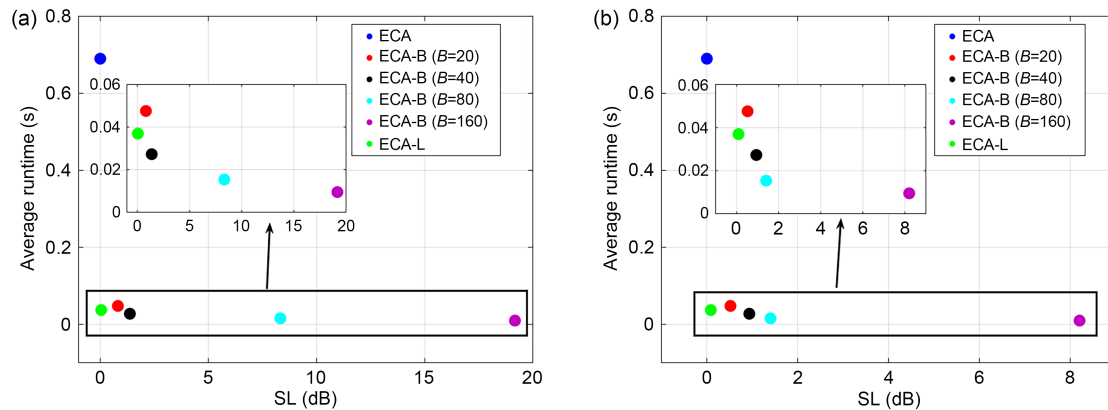 (a)
0.8
0.6
0.4
0.2
0
Average runtime (s)
0 5 10 15 20
SL (dB)
ECA
ECA-B (B=20)
ECA-B (B=40)
ECA-B (B=80)
ECA-B (B=160)
ECA-L
0.06
0.04
0.02
0
0 5 10 15 20
(b)
0.8
0.6
0.4
0.2
0
Average runtime (s)
0 2 4 6 8
SL (dB)
ECA
ECA-B (B=20)
ECA-B (B=40)
ECA-B (B=80)
ECA-B (B=160)
ECA-L
0.06
0.04
0.02
0
0 2 4 6 8